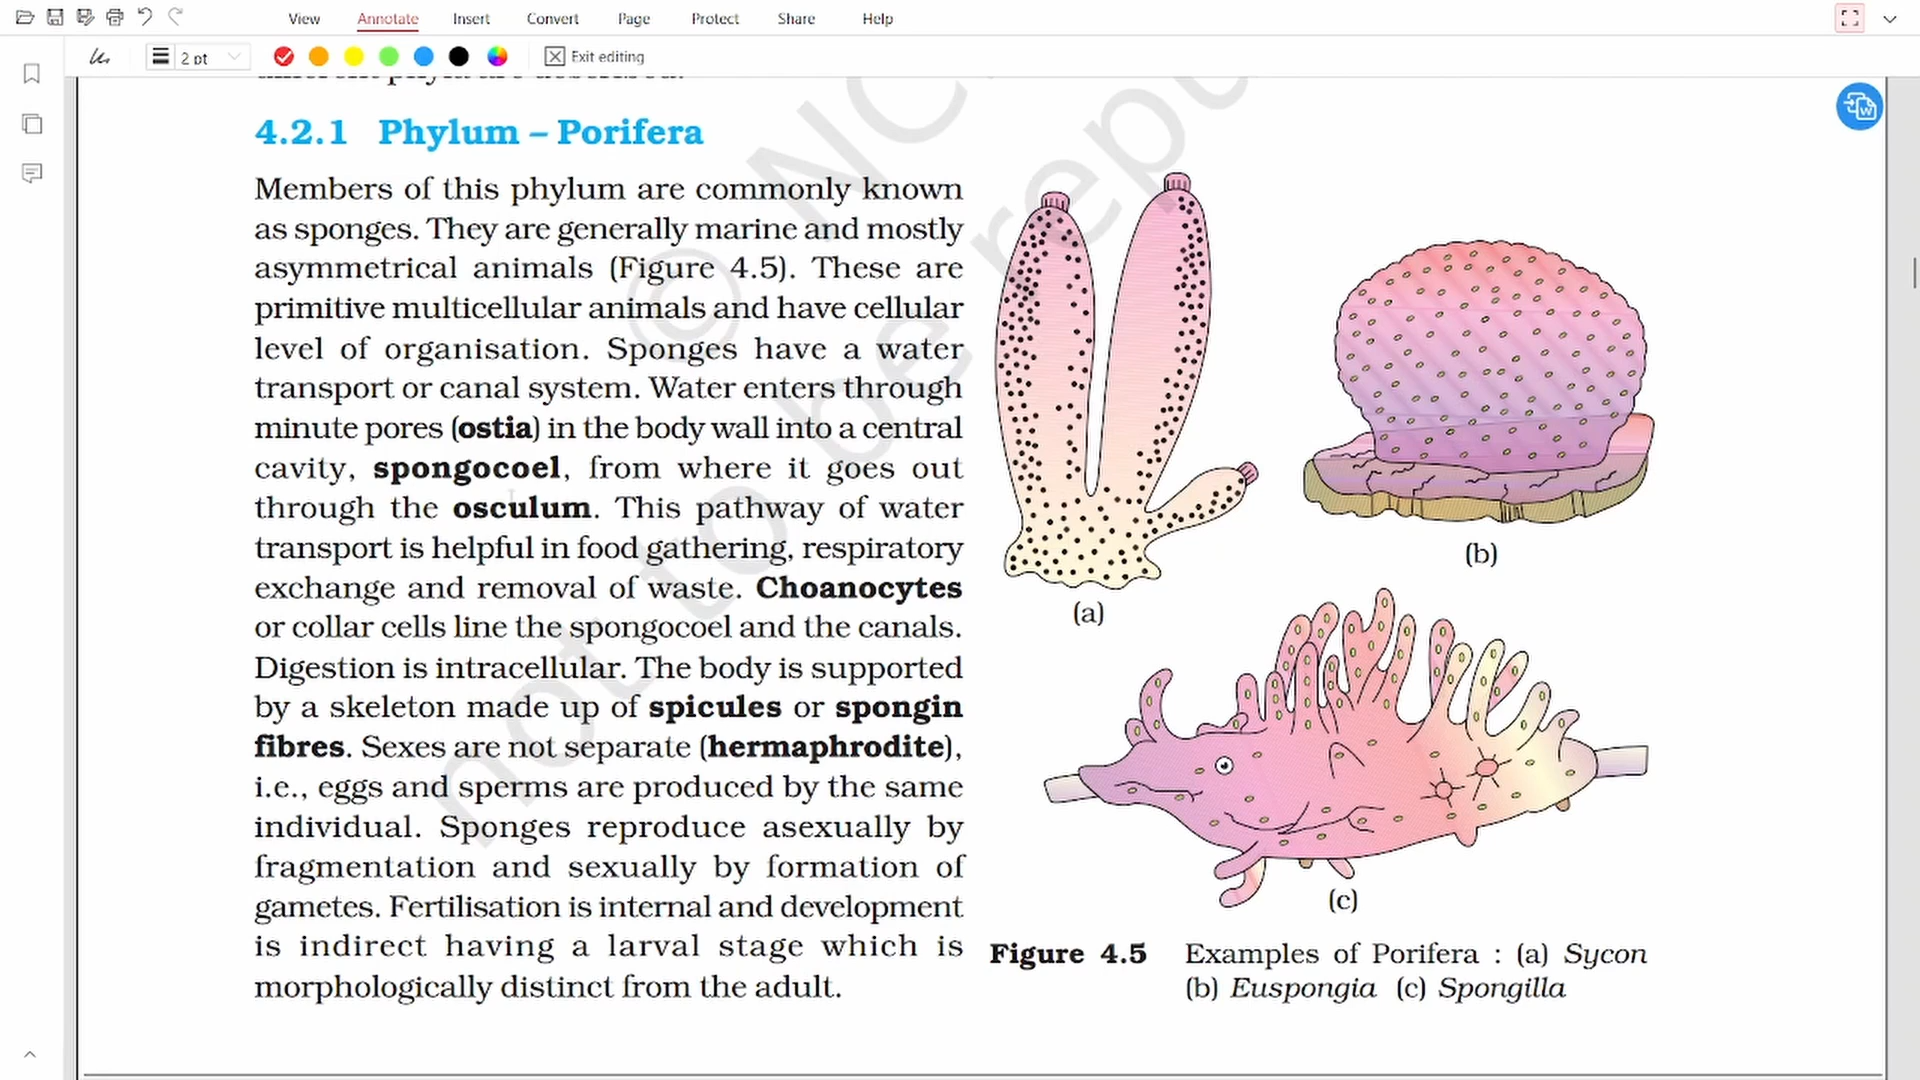 View Annotate Insert Convert Page Protect Share Help
2 pt Exit editing
4.2.1 Phylum – Porifera
Members of this phylum are commonly known
as sponges. They are generally marine and mostly
asymmetrical animals (Figure 4.5). These are
primitive multicellular animals and have cellular
level of organisation. Sponges have a water
transport or canal system. Water enters through
minute pores (ostia) in the body wall into a central
cavity, spongocoel, from where it goes out
through the osculum. This pathway of water
transport is helpful in food gathering, respiratory
exchange and removal of waste. Choanocytes
or collar cells line the spongocoel and the canals.
Digestion is intracellular. The body is supported
by a skeleton made up of spicules or spongin
fibres. Sexes are not separate (hermaphrodite),
i.e., eggs and sperms are produced by the same
individual. Sponges reproduce asexually by
fragmentation and sexually by formation of
gametes. Fertilisation is internal and development
is indirect having a larval stage which is
morphologically distinct from the adult.
(a)
(b)
(c)
Figure 4.5 Examples of Porifera : (a) Sycon
(b) Euspongia (c) Spongilla
© NC
not to be repu